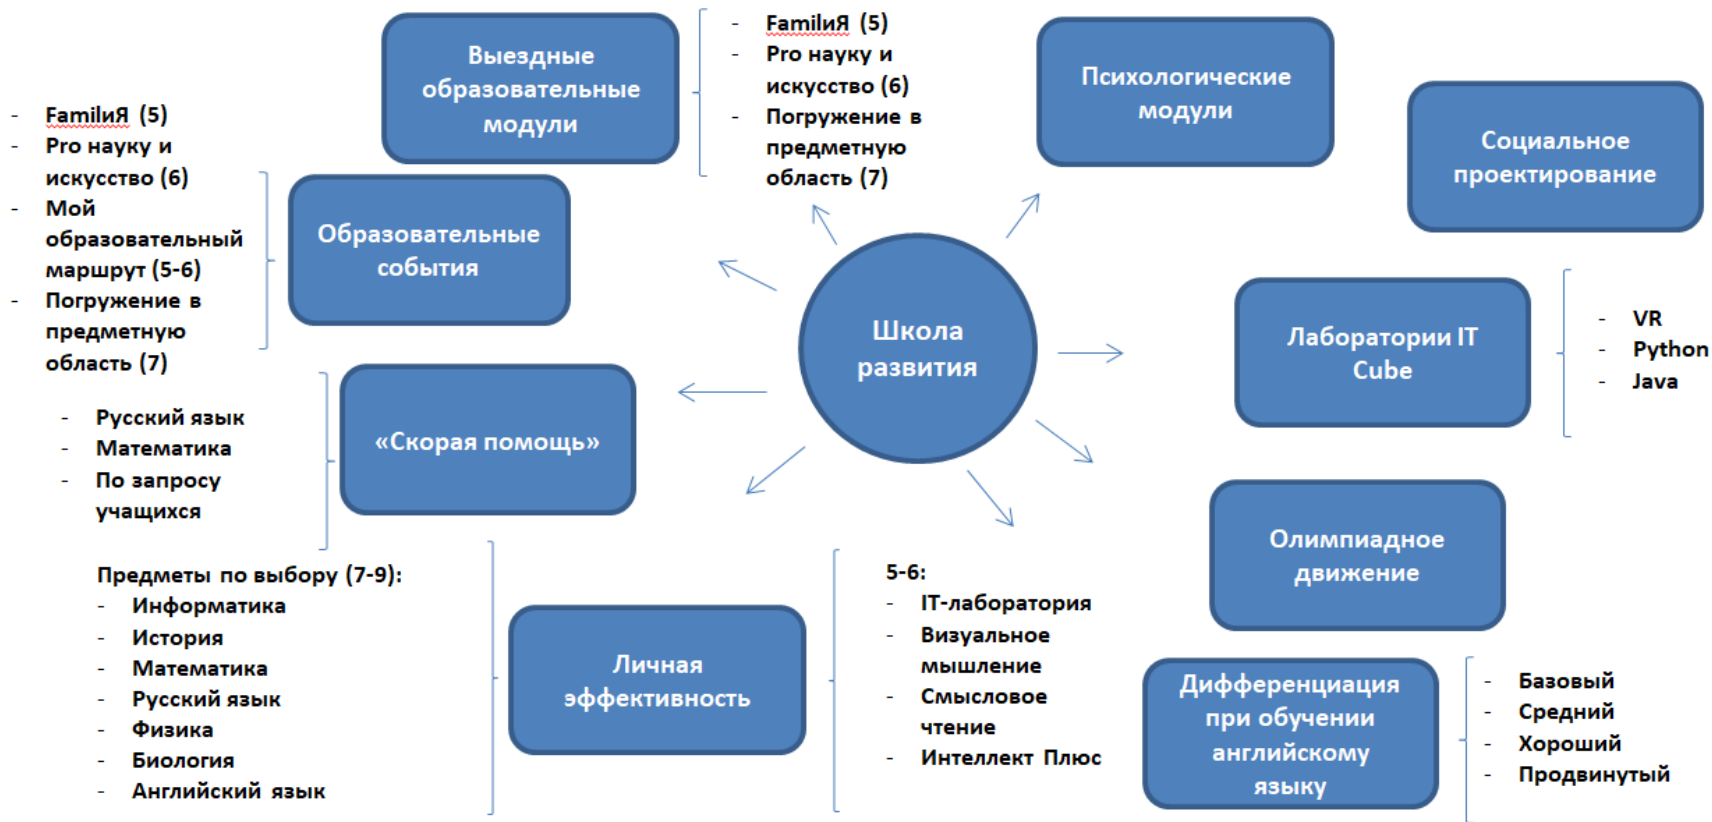 Выездные
образовательные
модули
- FamilиЯ (5)
- Pro науку и
искусство (6)
- Погружение в
предметную
область (7)
Психологические
модули
Социальное
проектирование
- FamilиЯ (5)
- Pro науку и
искусство (6)
- Мой
образовательный
маршрут (5-6)
- Погружение в
предметную
область (7)
Образовательные
события
Школа
развития
Лаборатории IT
Cube
- VR
- Python
- Java
- Русский язык
- Математика
- По запросу
учащихся
«Скорая помощь»
Олимпиадное
движение
Предметы по выбору (7-9):
- Информатика
- История
- Математика
- Русский язык
- Физика
- Биология
- Английский язык
Личная
эффективность
5-6:
- IT-лаборатория
- Визуальное
мышление
- Смысловое
чтение
- Интеллект Плюс
Дифференциация
при обучении
английскому
языку
- Базовый
- Средний
- Хороший
- Продвинутый